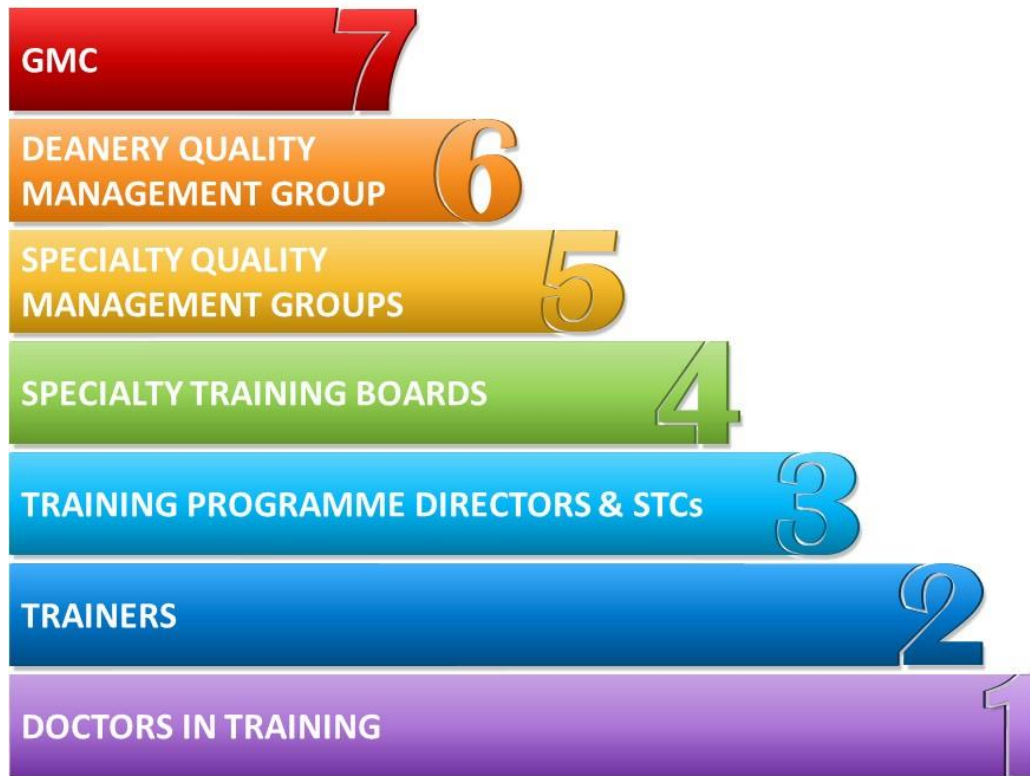 GMC 7
DEANERY QUALITY
MANAGEMENT GROUP 6
SPECIALTY QUALITY
MANAGEMENT GROUPS 5
SPECIALTY TRAINING BOARDS 4
TRAINING PROGRAMME DIRECTORS & STCs 3
TRAINERS 2
DOCTORS IN TRAINING 1